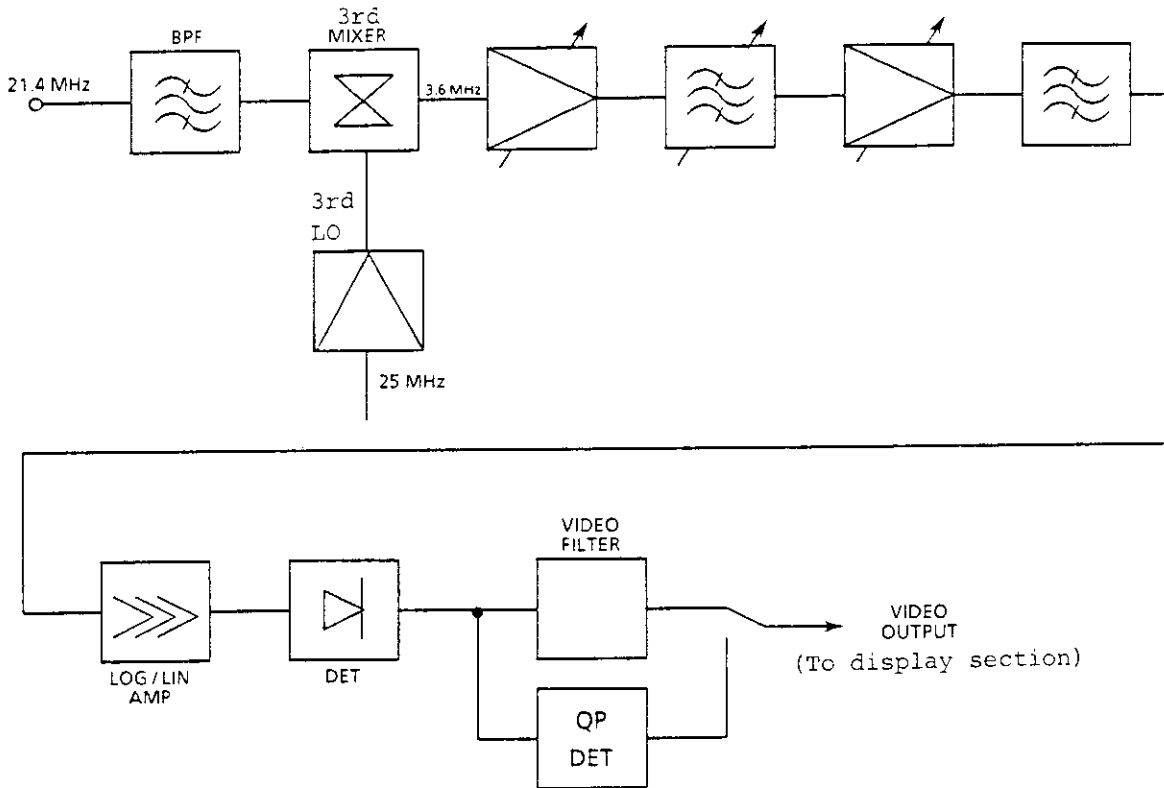 BPF
3rd
MIXER
21.4 MHz
3.6 MHz
3rd
LO
25 MHz
LOG / LIN
AMP
DET
VIDEO
FILTER
QP
DET
VIDEO
OUTPUT
(To display section)